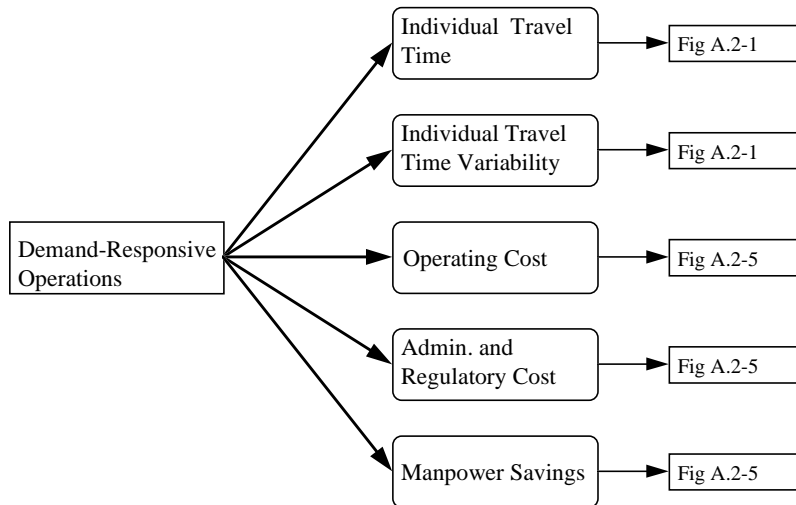 Individual Travel
Time
Fig A.2-1
Individual Travel
Time Variability
Fig A.2-1
Demand-Responsive
Operations
Operating Cost
Fig A.2-5
Admin. and
Regulatory Cost
Fig A.2-5
Manpower Savings
Fig A.2-5